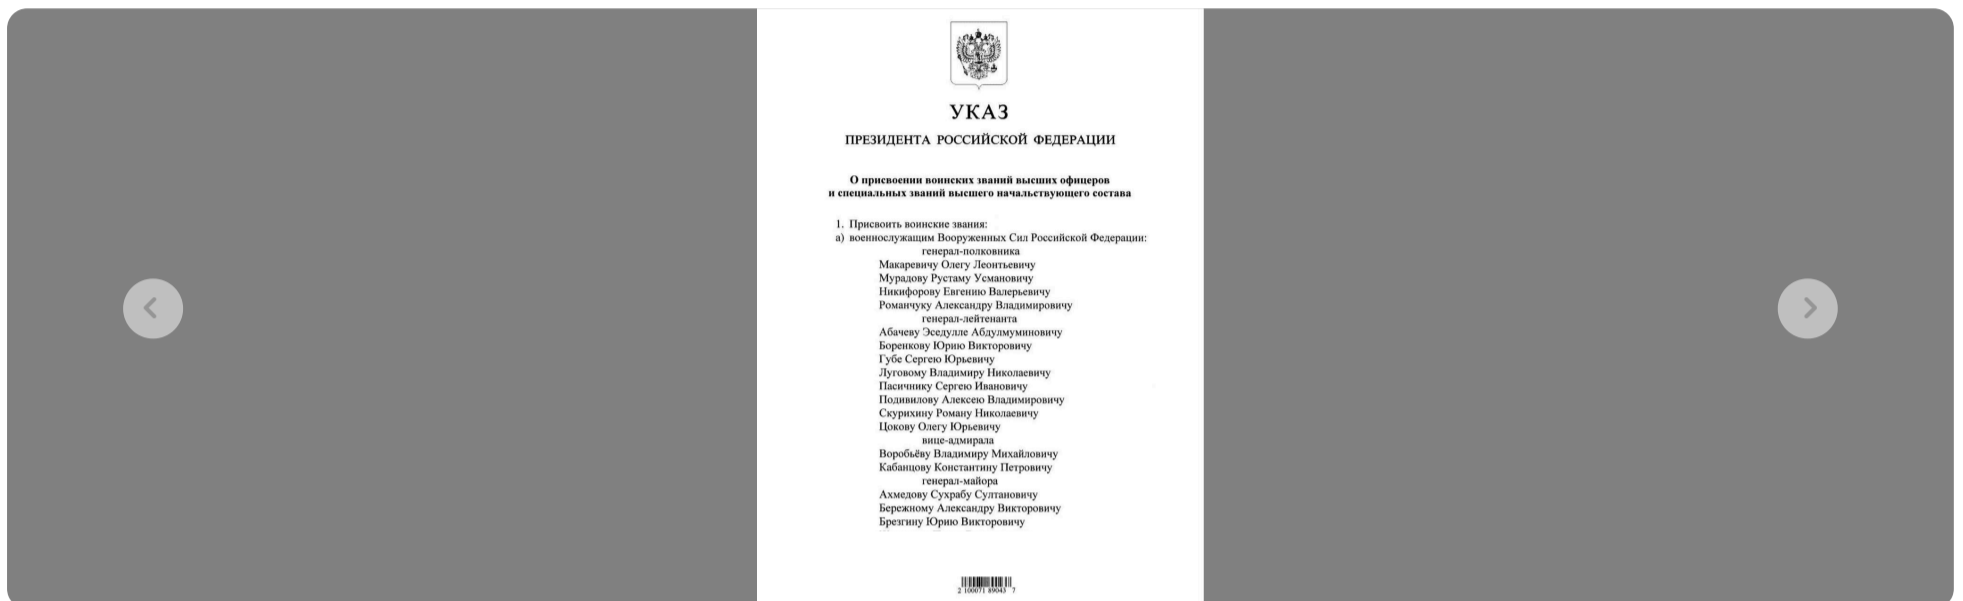 УКАЗ
ПРЕЗИДЕНТА РОССИЙСКОЙ ФЕДЕРАЦИИ
О присвоении воинских званий высших офицеров
и специальных званий высшего начальствующего состава
1. Присвоить воинские звания:
а) военнослужащим Вооруженных Сил Российской Федерации:
генерал-полковника
Макаревичу Олегу Леонтьевичу
Мурадову Рустаму Усмановичу
Никифорову Евгению Валерьевичу
Романчуку Александру Владимировичу
генерал-лейтенанта
Абачеву Эседулле Абдулмуминовичу
Боренкову Юрию Викторовичу
Губе Сергею Юрьевичу
Луговому Владимиру Николаевичу
Пасичнику Сергею Ивановичу
Подивилову Алексею Владимировичу
Скурихину Роману Николаевичу
Цокову Олегу Юрьевичу
вице-адмирала
Воробьёву Владимиру Михайловичу
Кабанцову Константину Петровичу
генерал-майора
Ахмедову Сухрабу Султановичу
Бережному Александру Викторовичу
Брезгину Юрию Викторовичу
2 100071 89043 7